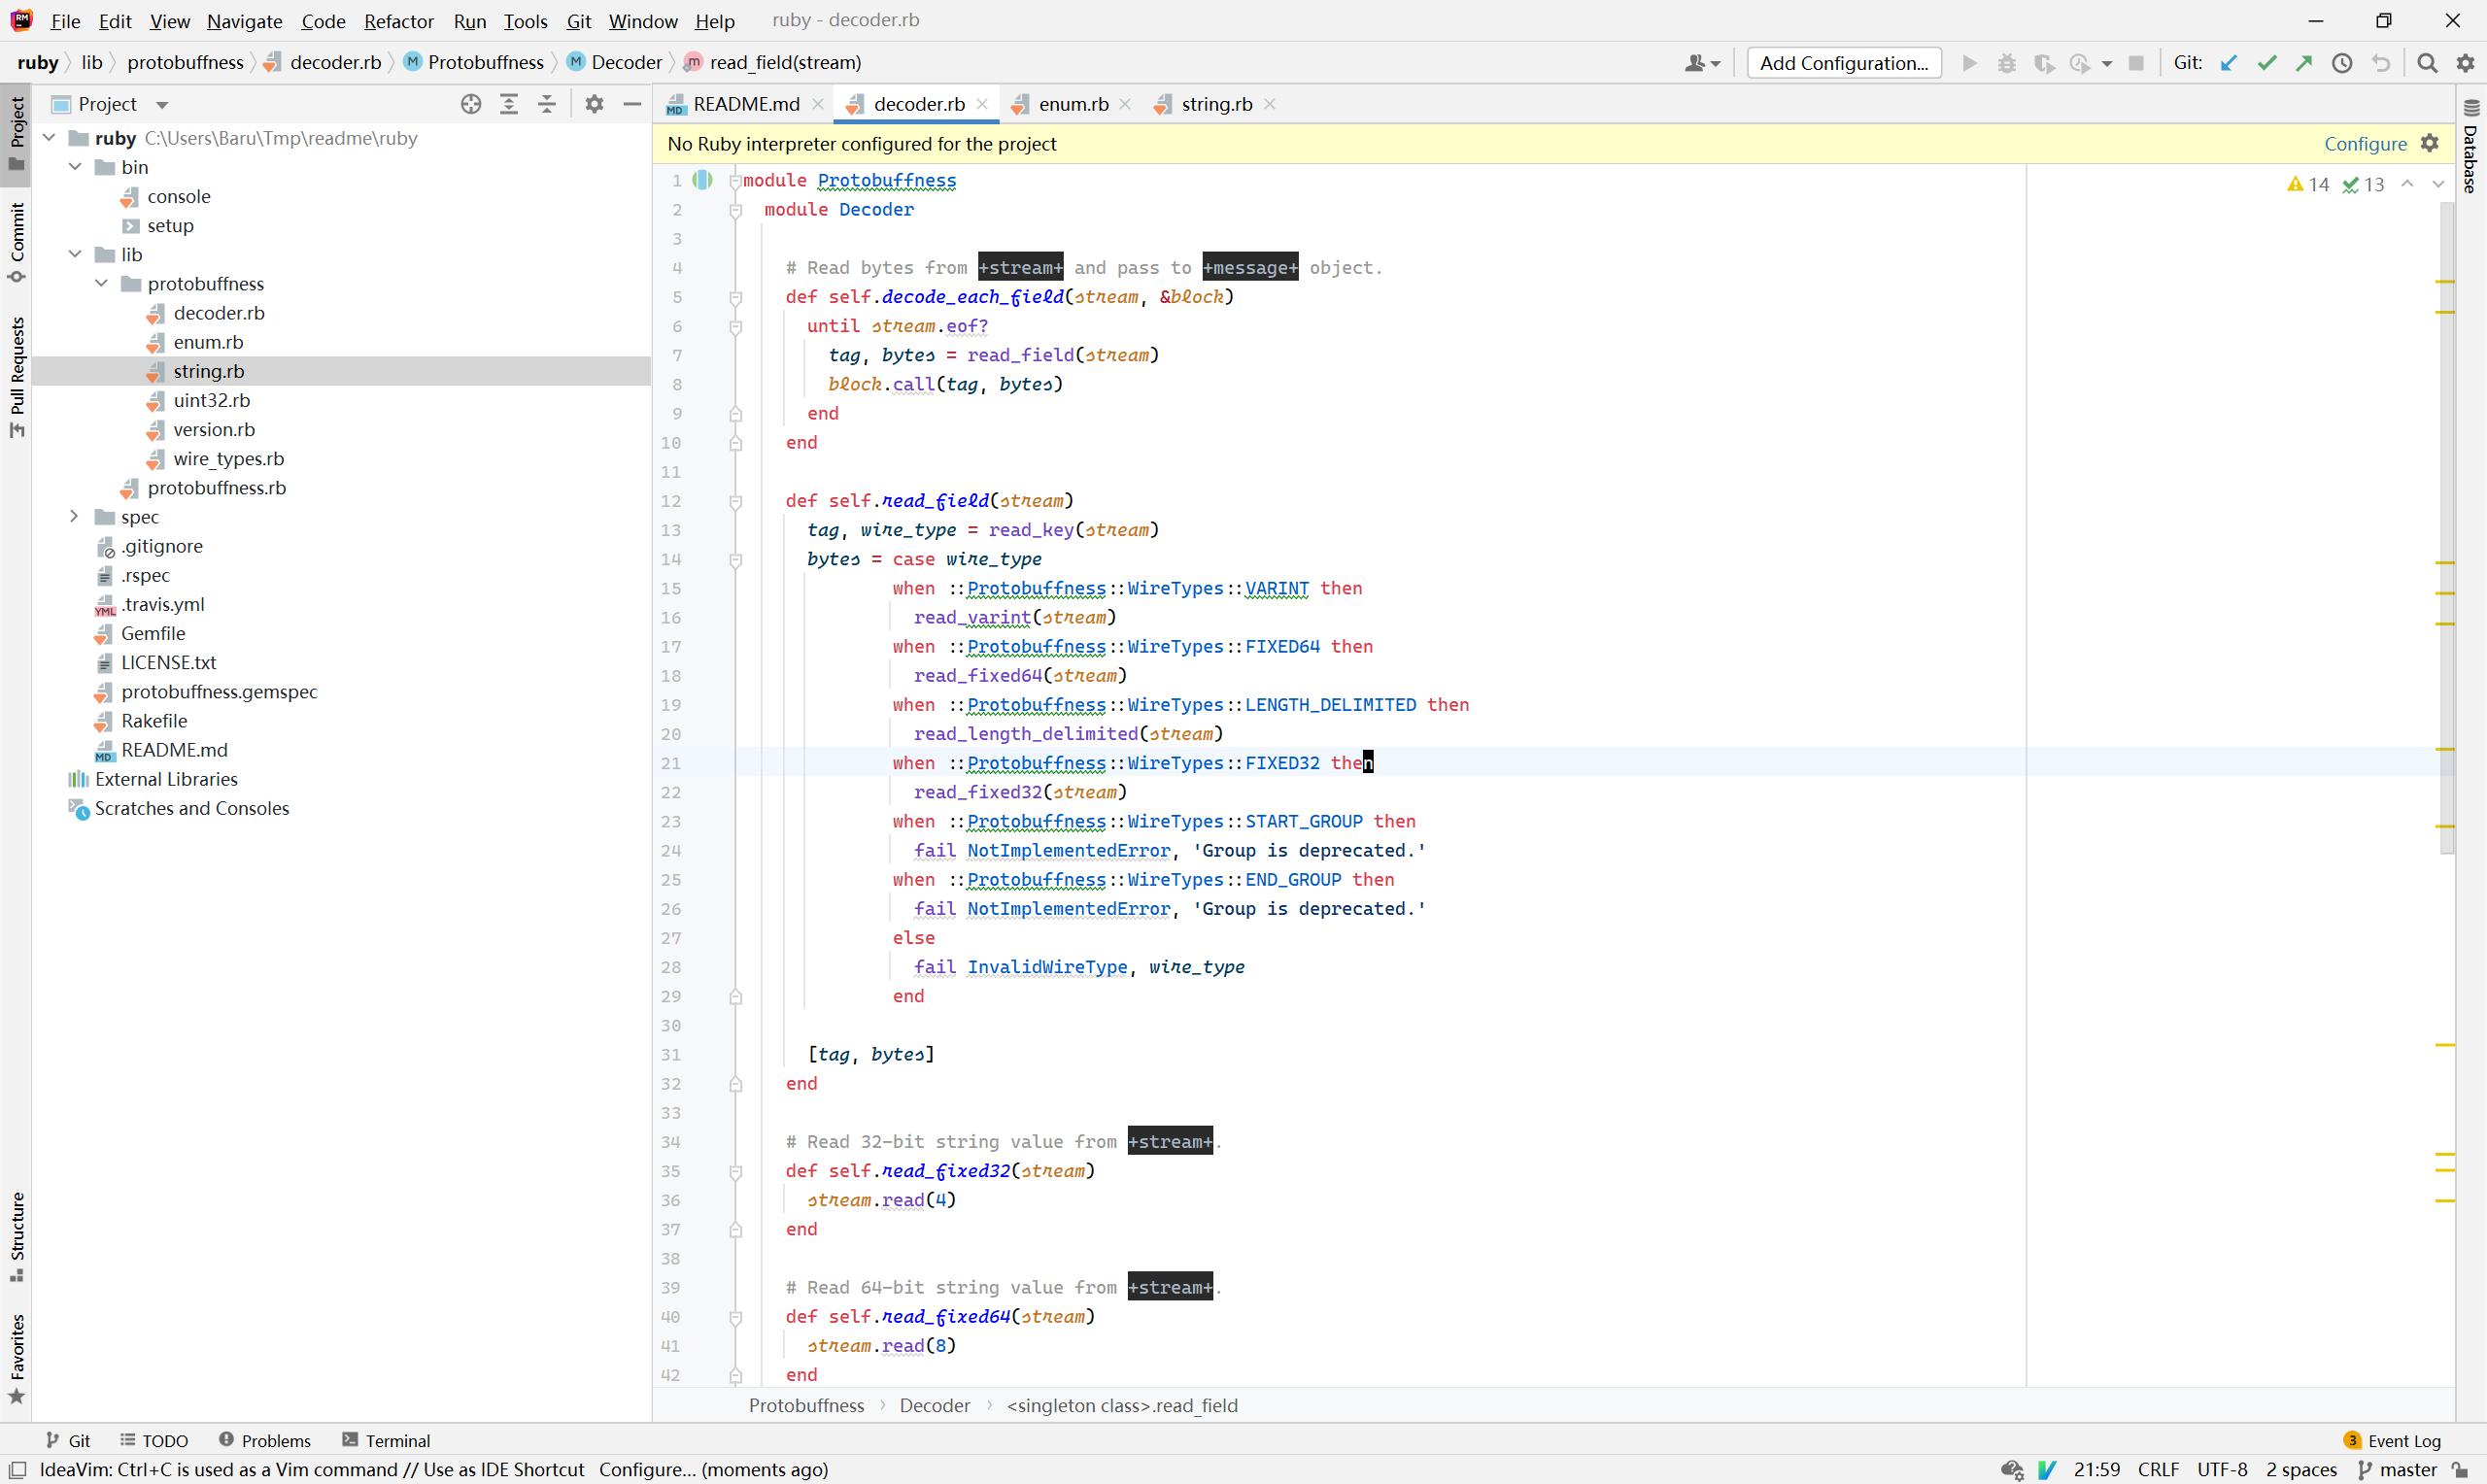 File Edit View Navigate Code Refactor Run Tools Git Window Help ruby - decoder.rb
ruby lib protobuffness decoder.rb Protobuffness Decoder read_field(stream) Add Configuration... Git:
Project
README.md decoder.rb enum.rb string.rb
No Ruby interpreter configured for the project Configure
14 13
Project
Commit
Pull Requests
Structure
Favorites
Database
ruby C:\Users\Baru\Tmp\readme\ruby
bin
console
setup
lib
protobuffness
decoder.rb
enum.rb
string.rb
uint32.rb
version.rb
wire_types.rb
protobuffness.rb
spec
.gitignore
.rspec
.travis.yml
Gemfile
LICENSE.txt
protobuffness.gemspec
Rakefile
README.md
External Libraries
Scratches and Consoles
1 module Protobuffness
2 module Decoder
3
4 # Read bytes from +stream+ and pass to +message+ object.
5 def self.decode_each_field(stream, &block)
6 until stream.eof?
7 tag, bytes = read_field(stream)
8 block.call(tag, bytes)
9 end
10 end
11
12 def self.read_field(stream)
13 tag, wire_type = read_key(stream)
14 bytes = case wire_type
15 when ::Protobuffness::WireTypes::VARINT then
16 read_varint(stream)
17 when ::Protobuffness::WireTypes::FIXED64 then
18 read_fixed64(stream)
19 when ::Protobuffness::WireTypes::LENGTH_DELIMITED then
20 read_length_delimited(stream)
21 when ::Protobuffness::WireTypes::FIXED32 then
22 read_fixed32(stream)
23 when ::Protobuffness::WireTypes::START_GROUP then
24 fail NotImplementedError, 'Group is deprecated.'
25 when ::Protobuffness::WireTypes::END_GROUP then
26 fail NotImplementedError, 'Group is deprecated.'
27 else
28 fail InvalidWireType, wire_type
29 end
30
31 [tag, bytes]
32 end
33
34 # Read 32-bit string value from +stream+.
35 def self.read_fixed32(stream)
36 stream.read(4)
37 end
38
39 # Read 64-bit string value from +stream+.
40 def self.read_fixed64(stream)
41 stream.read(8)
42 end
Protobuffness Decoder <singleton class>.read_field
Git TODO Problems Terminal 3 Event Log
IdeaVim: Ctrl+C is used as a Vim command // Use as IDE Shortcut Configure... (moments ago) 21:59 CRLF UTF-8 2 spaces master